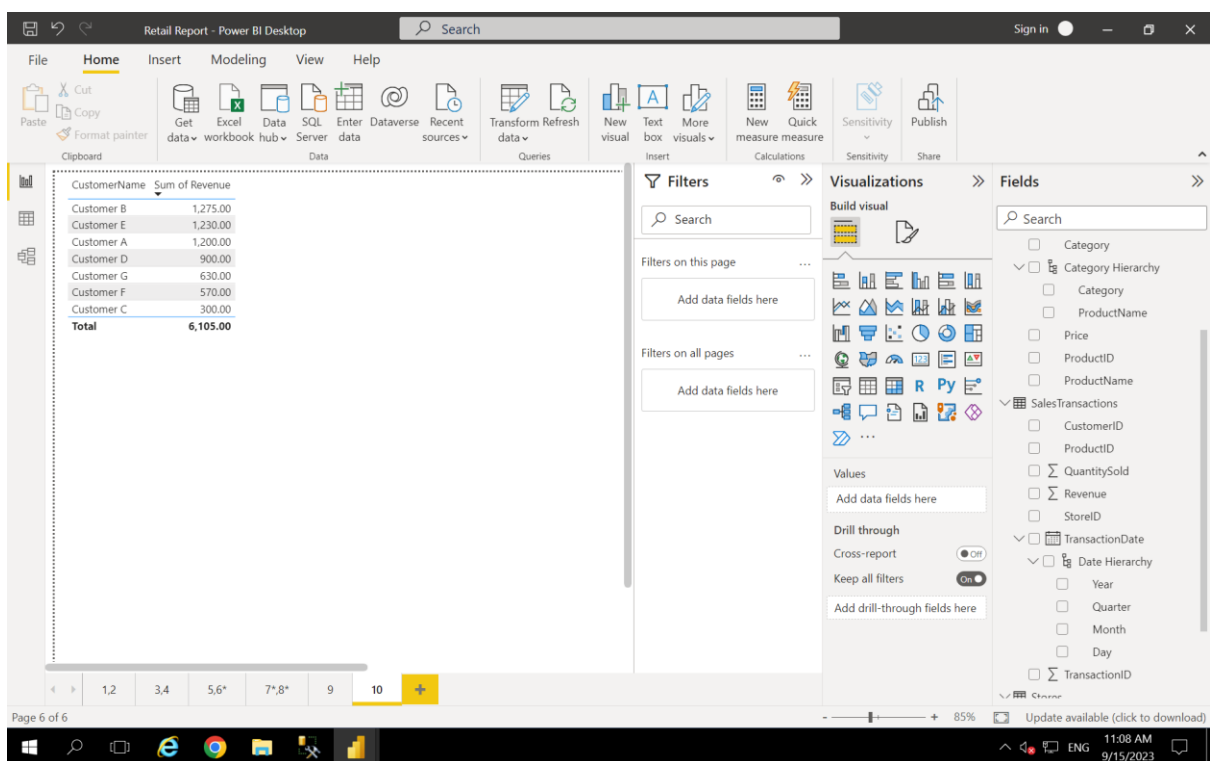 Retail Report - Power BI Desktop
Search
Sign in
File Home Insert Modeling View Help
Paste
Cut
Copy
Format painter
Get data
Excel workbook
Data hub
SQL Server
Enter data
Dataverse
Recent sources
Transform data
Refresh
New visual
Text box
More visuals
New measure
Quick measure
Sensitivity
Publish
Clipboard Data Queries Insert Calculations Sensitivity Share
CustomerName Sum of Revenue
Customer B 1,275.00
Customer E 1,230.00
Customer A 1,200.00
Customer D 900.00
Customer G 630.00
Customer F 570.00
Customer C 300.00
Total 6,105.00
Filters
Search
Filters on this page ...
Add data fields here
Filters on all pages ...
Add data fields here
Visualizations
Build visual
123
R Py
...
Values
Add data fields here
Drill through
Cross-report Off
Keep all filters On
Add drill-through fields here
Fields
Search
Category
Category Hierarchy
Category
ProductName
Price
ProductID
ProductName
SalesTransactions
CustomerID
ProductID
∑ QuantitySold
∑ Revenue
StoreID
TransactionDate
Date Hierarchy
Year
Quarter
Month
Day
∑ TransactionID
Stores
1,2 3,4 5,6* 7*,8* 9 10 +
Page 6 of 6
- + 85%
Update available (click to download)
ENG
11:08 AM
9/15/2023